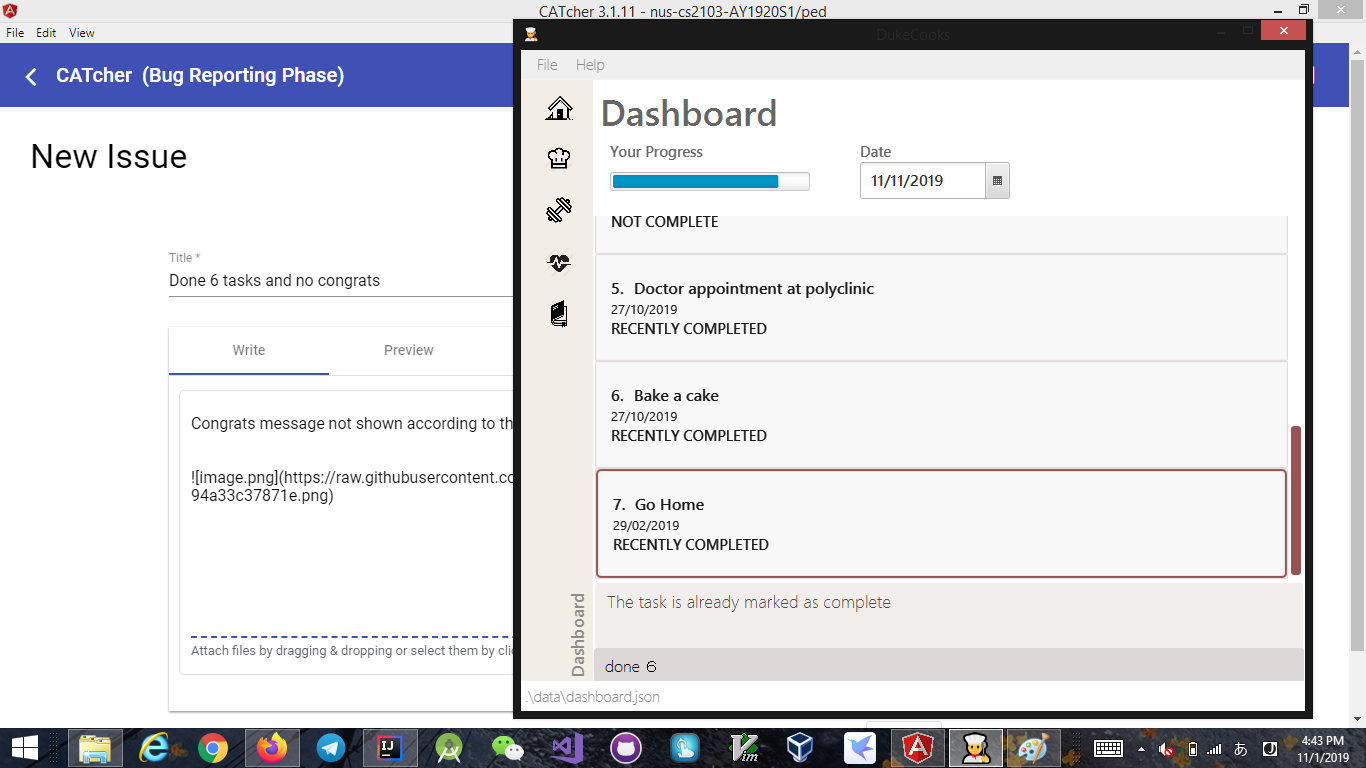 CATcher 3.1.11 - nus-cs2103-AY1920S1/ped
File Edit View
CATcher (Bug Reporting Phase)
New Issue
Title *
Done 6 tasks and no congrats
Write Preview
Congrats message not shown according to th
![image.png](https://raw.githubusercontent.co
94a33c37871e.png)
Attach files by dragging & dropping or select them by clic
DukeCooks
File Help
Dashboard
Your Progress
Date
11/11/2019
NOT COMPLETE
5. Doctor appointment at polyclinic
27/10/2019
RECENTLY COMPLETED
6. Bake a cake
27/10/2019
RECENTLY COMPLETED
7. Go Home
29/02/2019
RECENTLY COMPLETED
Dashboard
The task is already marked as complete
done 6
.\data\dashboard.json
あ
4:43 PM
11/1/2019